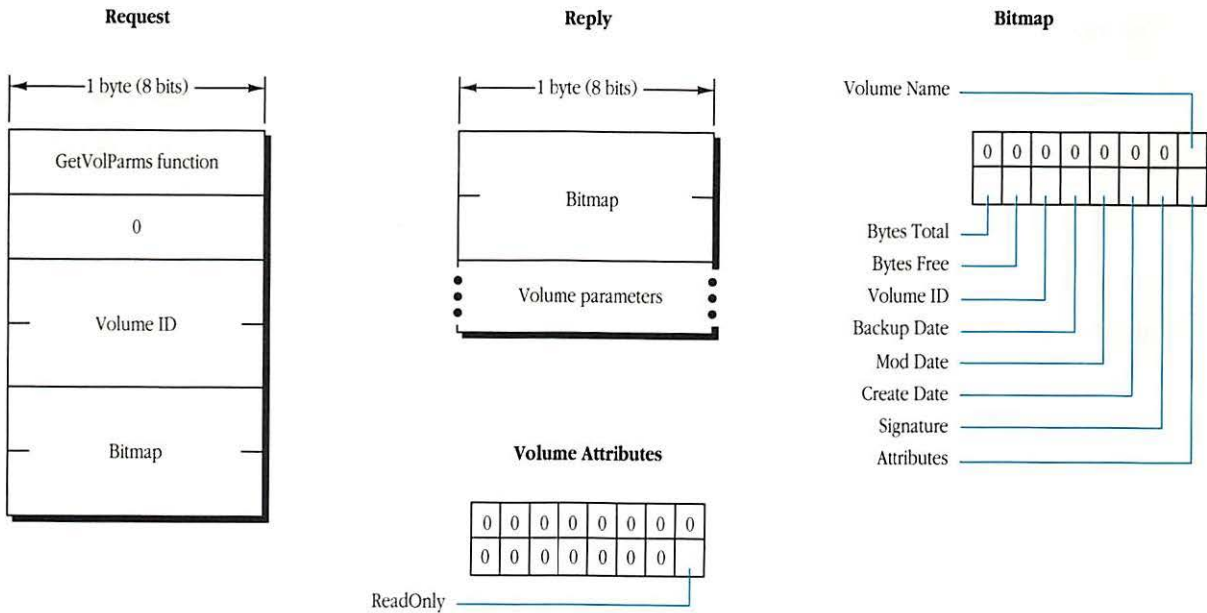 Request
1 byte (8 bits)
GetVolParms function
0
Volume ID
Bitmap
Reply
1 byte (8 bits)
Bitmap
Volume parameters
Volume Attributes
0 0 0 0 0 0 0 0
0 0 0 0 0 0 0
ReadOnly
Bitmap
Volume Name
0 0 0 0 0 0 0
Bytes Total
Bytes Free
Volume ID
Backup Date
Mod Date
Create Date
Signature
Attributes